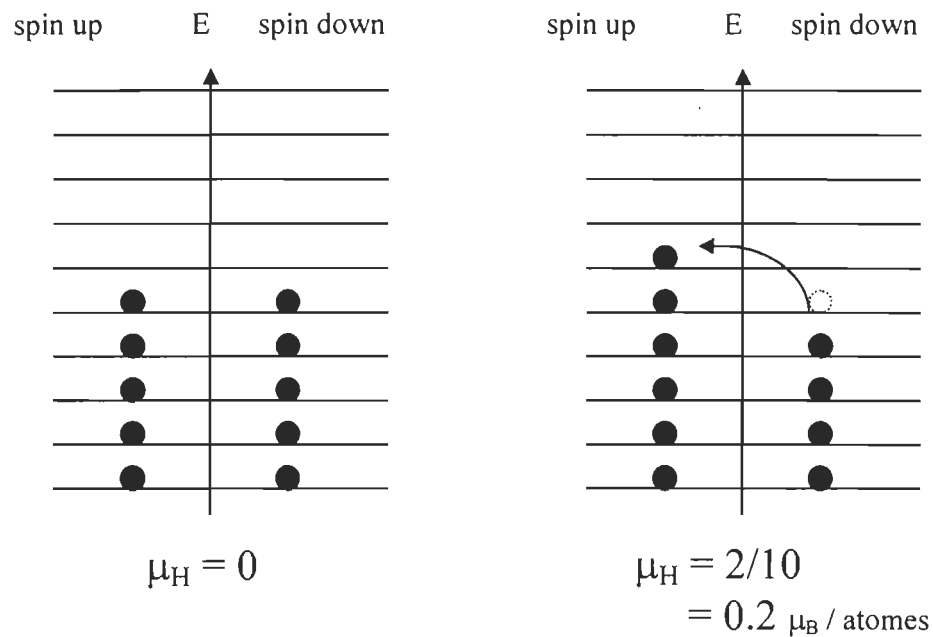 spin up E spin down
spin up E spin down
μH = 0
μH = 2/10
= 0.2 μB / atomes